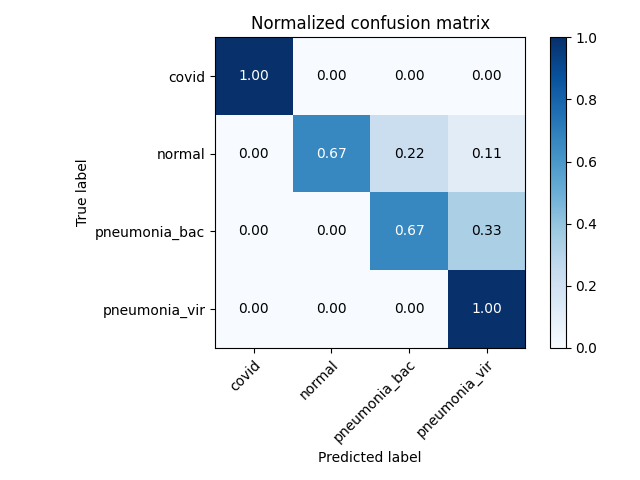 Normalized confusion matrix
True label
covid 1.00 0.00 0.00 0.00
normal 0.00 0.67 0.22 0.11
pneumonia_bac 0.00 0.00 0.67 0.33
pneumonia_vir 0.00 0.00 0.00 1.00
covid normal pneumonia_bac pneumonia_vir
Predicted label
1.0
0.8
0.6
0.4
0.2
0.0